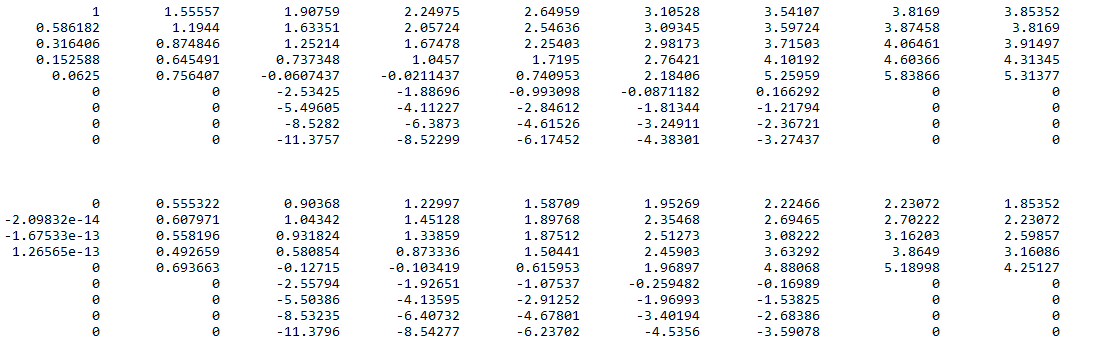 1 1.55557 1.90759 2.24975 2.64959 3.10528 3.54107 3.8169 3.85352
0.586182 1.1944 1.63351 2.05724 2.54636 3.09345 3.59724 3.87458 3.8169
0.316406 0.874846 1.25214 1.67478 2.25403 2.98173 3.71503 4.06461 3.91497
0.152588 0.645491 0.737348 1.0457 1.7195 2.76421 4.10192 4.60366 4.31345
0.0625 0.756407 -0.0607437 -0.0211437 0.740953 2.18406 5.25959 5.83866 5.31377
0 0 -2.53425 -1.88696 -0.993098 -0.0871182 0.166292 0 0
0 0 -5.49605 -4.11227 -2.84612 -1.81344 -1.21794 0 0
0 0 -8.5282 -6.3873 -4.61526 -3.24911 -2.36721 0 0
0 0 -11.3757 -8.52299 -6.17452 -4.38301 -3.27437 0 0
0 0.555322 0.90368 1.22997 1.58709 1.95269 2.22466 2.23072 1.85352
-2.09832e-14 0.607971 1.04342 1.45128 1.89768 2.35468 2.69465 2.70222 2.23072
-1.67533e-13 0.558196 0.931824 1.33859 1.87512 2.51273 3.08222 3.16203 2.59857
1.26565e-13 0.492659 0.580854 0.873336 1.50441 2.45903 3.63292 3.8649 3.16086
0 0.693663 -0.12715 -0.103419 0.615953 1.96897 4.88068 5.18998 4.25127
0 0 -2.55794 -1.92651 -1.07537 -0.259482 -0.16989 0 0
0 0 -5.50386 -4.13595 -2.91252 -1.96993 -1.53825 0 0
0 0 -8.53235 -6.40732 -4.67801 -3.40194 -2.68386 0 0
0 0 -11.3796 -8.54277 -6.23702 -4.5356 -3.59078 0 0